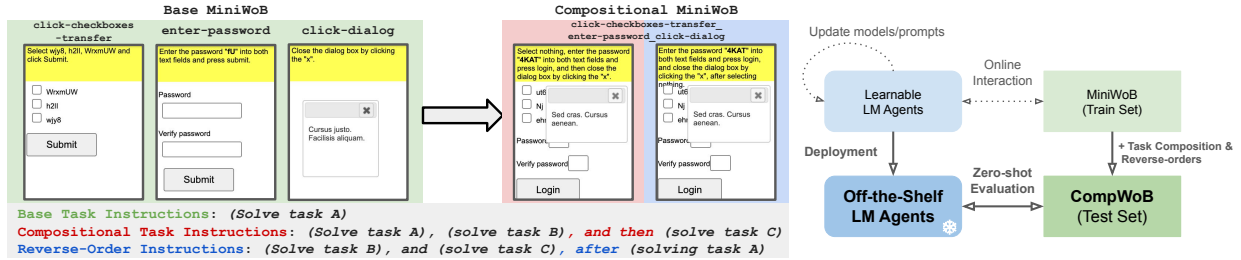 Base MiniWoB
click-checkboxes
-transfer
enter-password
click-dialog
Select wjy8, h2ll, WrxmUW and
click Submit.
WrxmUW
h2ll
wjy8
Submit
Enter the password "fU" into both
text fields and press submit.
Password
Verify password
Submit
Close the dialog box by clicking
the "x".
Cursus justo.
Facilisis aliquam.
Compositional MiniWoB
click-checkboxes-transfer_
enter-password_click-dialog
Select nothing, enter the password
"4KAT" into both text fields and
press login, and then close the
dialog box by clicking the "x".
ut6
Nj
Sed cras. Cursus
aenean.
Password
Verify password
Login
Enter the password "4KAT" into
both text fields and press login,
and close the dialog box by
clicking the "x", after selecting
nothing.
ut6
Nj
Sed cras. Cursus
aenean.
Password
Verify password
Login
Base Task Instructions: (Solve task A)
Compositional Task Instructions: (Solve task A), (solve task B), and then (solve task C)
Reverse-Order Instructions: (Solve task B), and (solve task C), after (solving task A)
Update models/prompts
Learnable
LM Agents
Online
Interaction
MiniWoB
(Train Set)
Deployment
+ Task Composition &
Reverse-orders
Off-the-Shelf
LM Agents
Zero-shot
Evaluation
CompWoB
(Test Set)